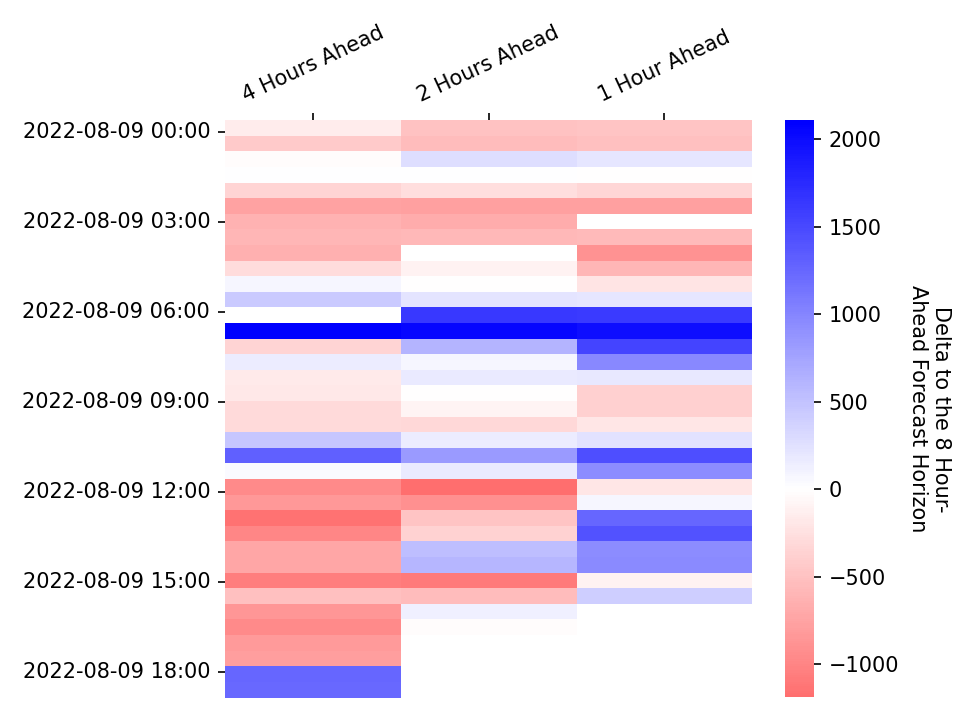 4 Hours Ahead
2 Hours Ahead
1 Hour Ahead
2022-08-09 00:00
2022-08-09 03:00
2022-08-09 06:00
2022-08-09 09:00
2022-08-09 12:00
2022-08-09 15:00
2022-08-09 18:00
2000
1500
1000
500
0
−500
−1000
Delta to the 8 Hour-
Ahead Forecast Horizon